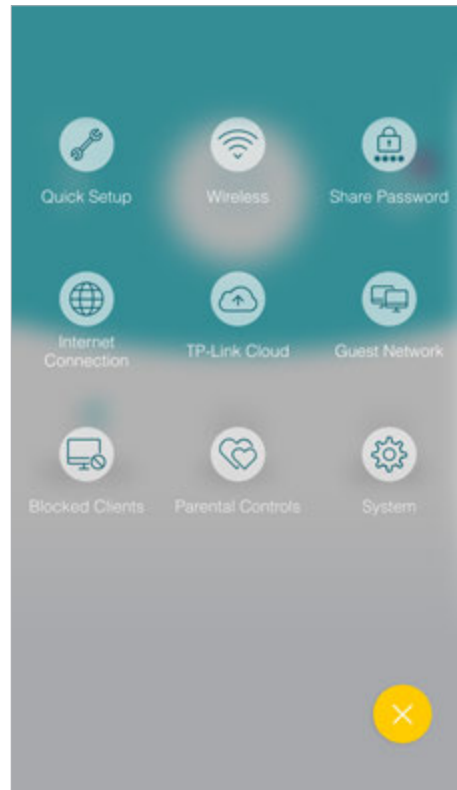 Quick Setup
Wireless
Share Password
Internet
Connection
TP-Link Cloud
Guest Network
Blocked Clients
Parental Controls
System